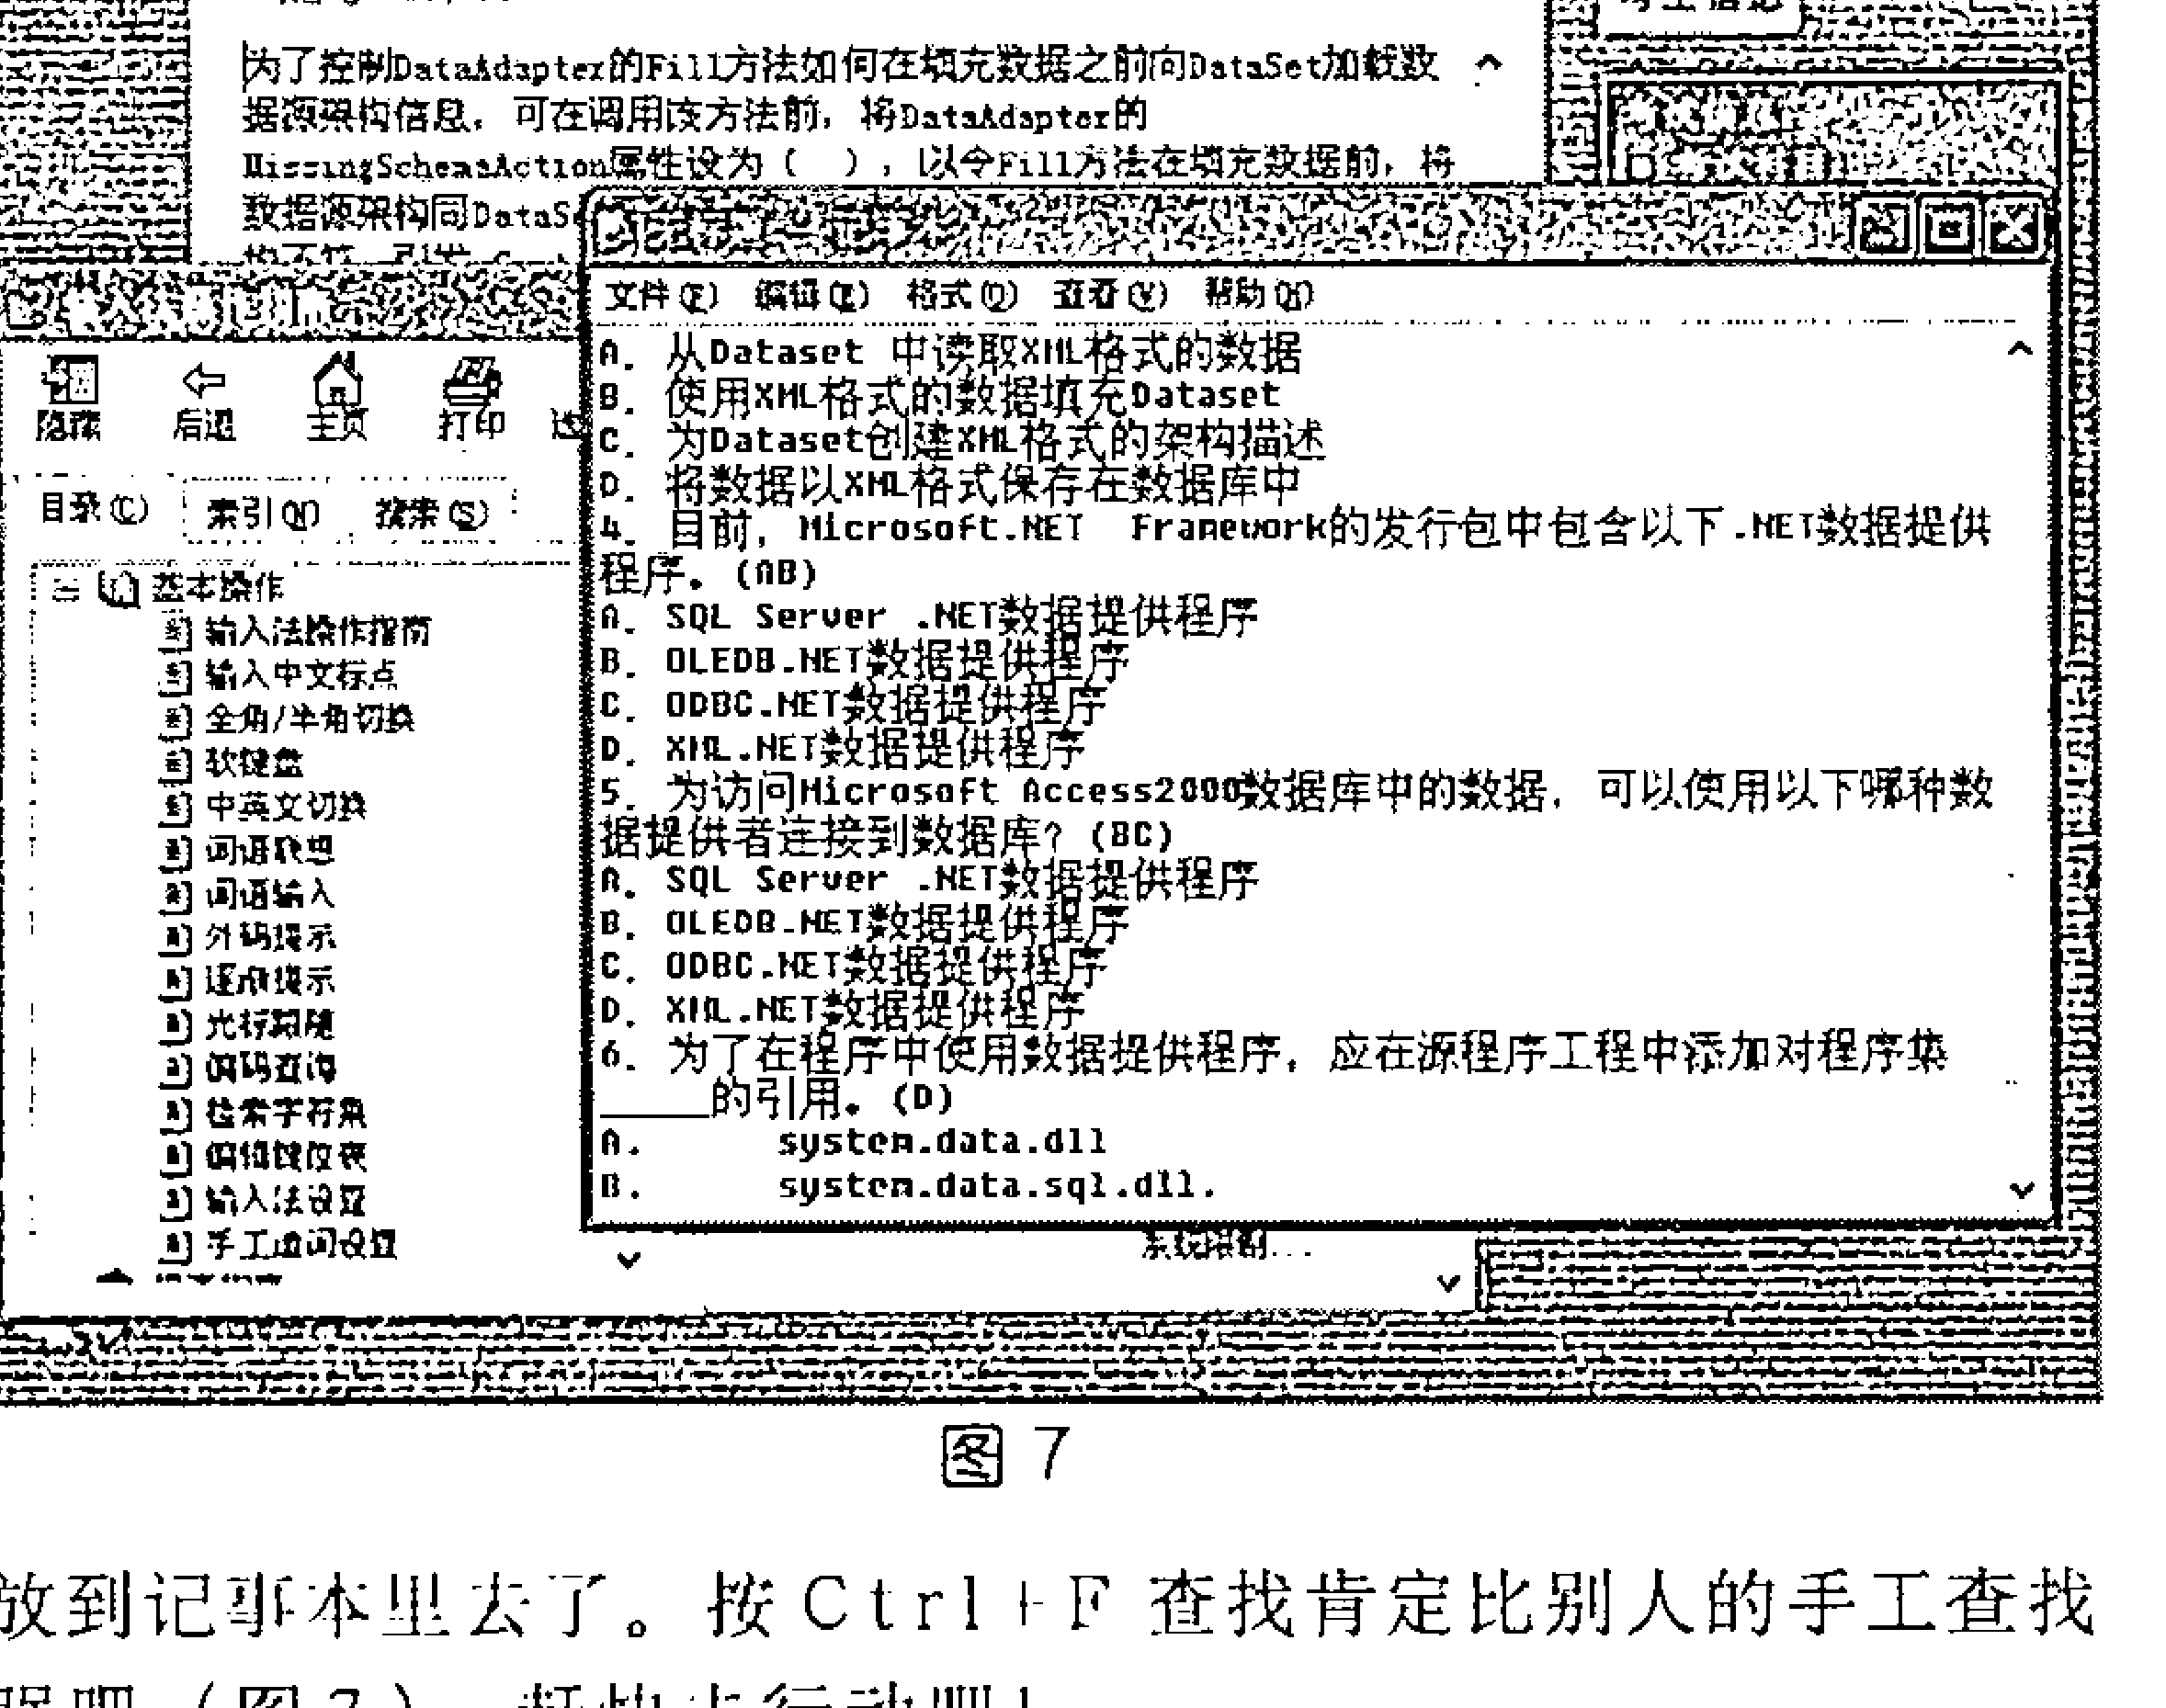 为了控制DataAdapter的Fill方法如何在填充数据之前向DataSet加载数
据源架构信息，可在调用该方法前，将DataAdapter的
MissingSchemaAction属性设为（ ），以令Fill方法在填充数据前，将
数据源架构同DataS
文件(F) 编辑(E) 格式(O) 查看(V) 帮助(H)
A. 从Dataset 中读取XML格式的数据
B. 使用XML格式的数据填充Dataset
C. 为Dataset创建XML格式的架构描述
D. 将数据以XML格式保存在数据库中
4. 目前, Microsoft.NET Framework的发行包中包含以下.NET数据提供
程序。(AB)
A. SQL Server .NET数据提供程序
B. OLEDB.NET数据提供程序
C. ODBC.NET数据提供程序
D. XML.NET数据提供程序
5. 为访问Microsoft Access2000数据库中的数据, 可以使用以下哪种数
据提供者连接到数据库? (BC)
A. SQL Server .NET数据提供程序
B. OLEDB.NET数据提供程序
C. ODBC.NET数据提供程序
D. XML.NET数据提供程序
6. 为了在程序中使用数据提供程序, 应在源程序工程中添加对程序集
_____的引用。(D)
A. system.data.dll
B. system.data.sql.dll.
隐藏 后退 主页 打印
目录(C) 索引(N) 搜索(S)
基本操作
输入法操作指南
输入中文标点
全角/半角切换
软键盘
中英文切换
词语联想
词语输入
外码提示
逐渐提示
光标跟随
编码查询
检索字符集
编辑键位表
输入法设置
手工造词设置
图 7
放到记事本里去了。按 Ctrl+F 查找肯定比别人的手工查找